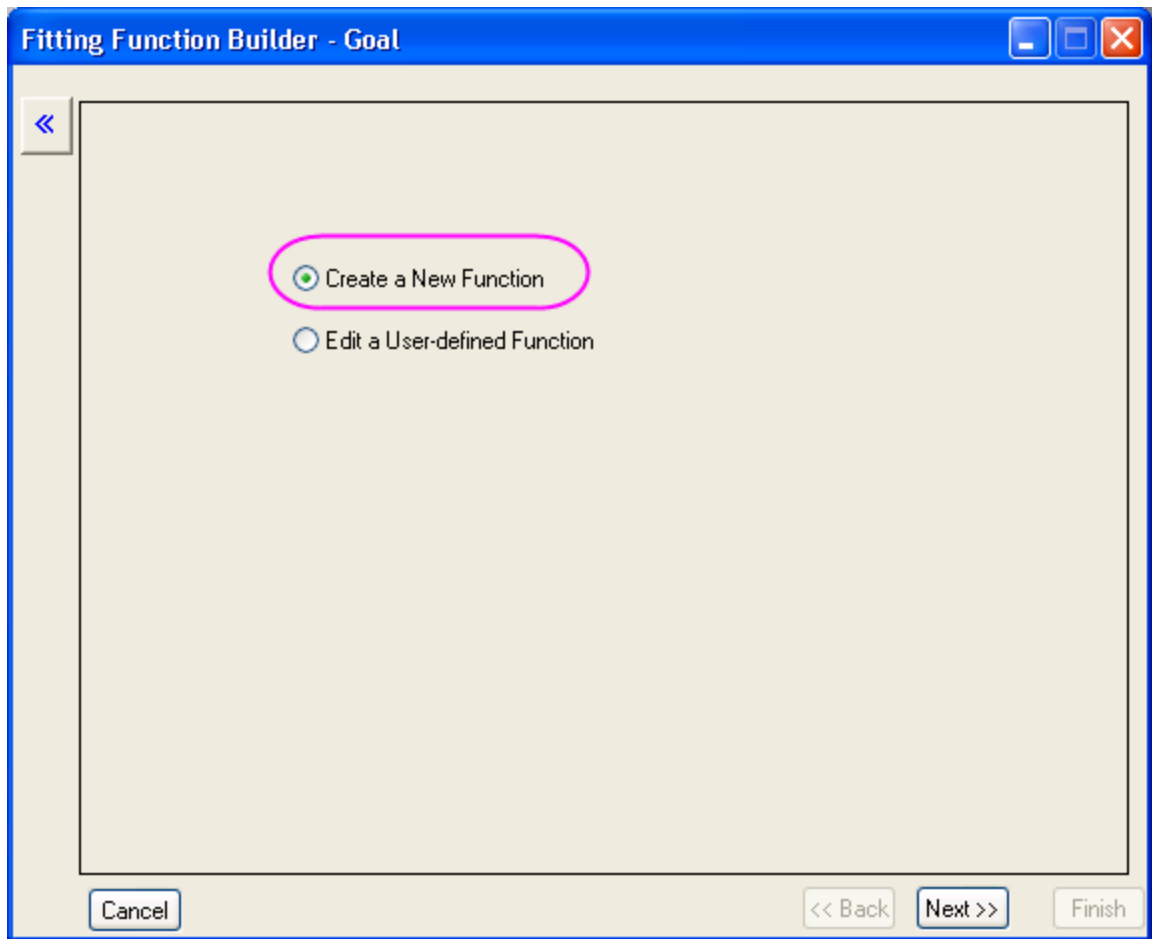 Fitting Function Builder - Goal
«
Create a New Function
Edit a User-defined Function
Cancel
<< Back
Next >>
Finish